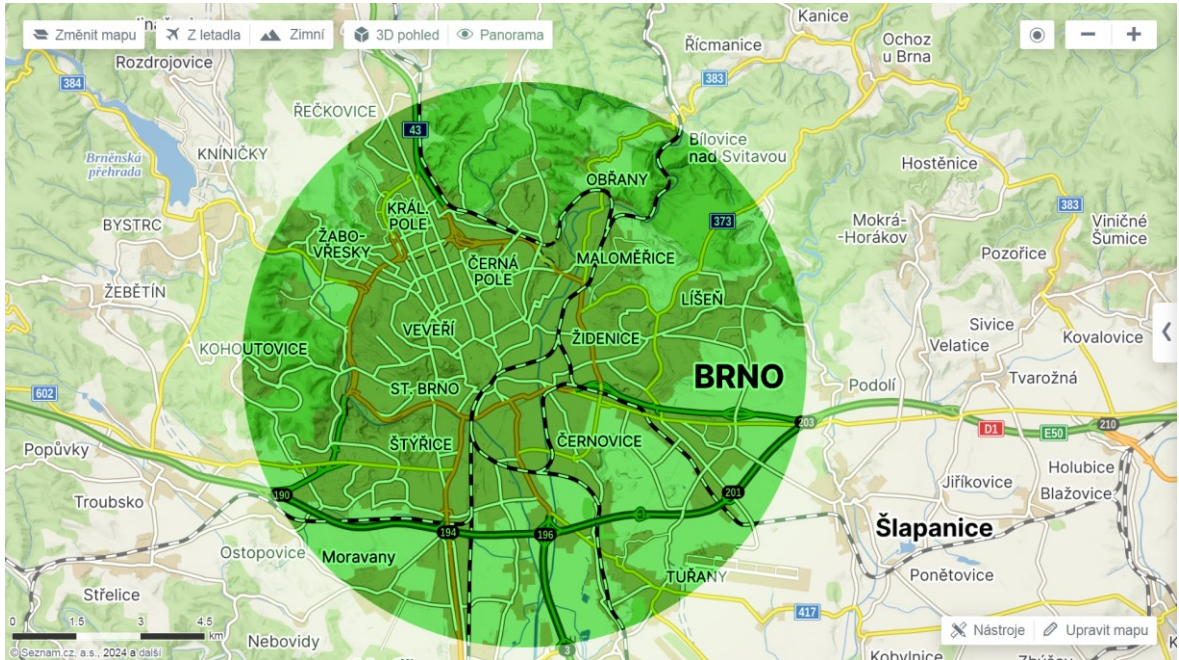 Změnit mapu
Z letadla
Zimní
3D pohled
Panorama
Kanice
Rozdrojovice
Řícmanice
Ochoz
u Brna
384
383
ŘEČKOVICE
43
Bílovice
nad Svitavou
KNÍNIČKY
Brněnská
přehrada
Hostěnice
OBŘANY
KRÁL.
POLE
383
BYSTRC
373
Mokrá-
-Horákov
Viničné
Šumice
ŽABO-
VŘESKY
ČERNÁ
POLE
MALOMĚŘICE
Pozořice
ŽEBĚTÍN
LÍŠEŇ
Sivice
VEVEŘÍ
ŽIDENICE
Kovalovice
KOHOUTOVICE
Velatice
BRNO
Tvarožná
ST. BRNO
Podolí
602
203
D1
E50
210
Popůvky
ŠTÝŘICE
ČERNOVICE
Holubice
Jiříkovice
Blažovice
190
201
Troubsko
Šlapanice
194
196
Ostopovice
Moravany
TUŘANY
Ponětovice
Střelice
417
0 1.5 3 4.5
km
Nebovidy
Nástroje
Upravit mapu
3
© Seznam.cz, a.s., 2024 a další
Kobylnice